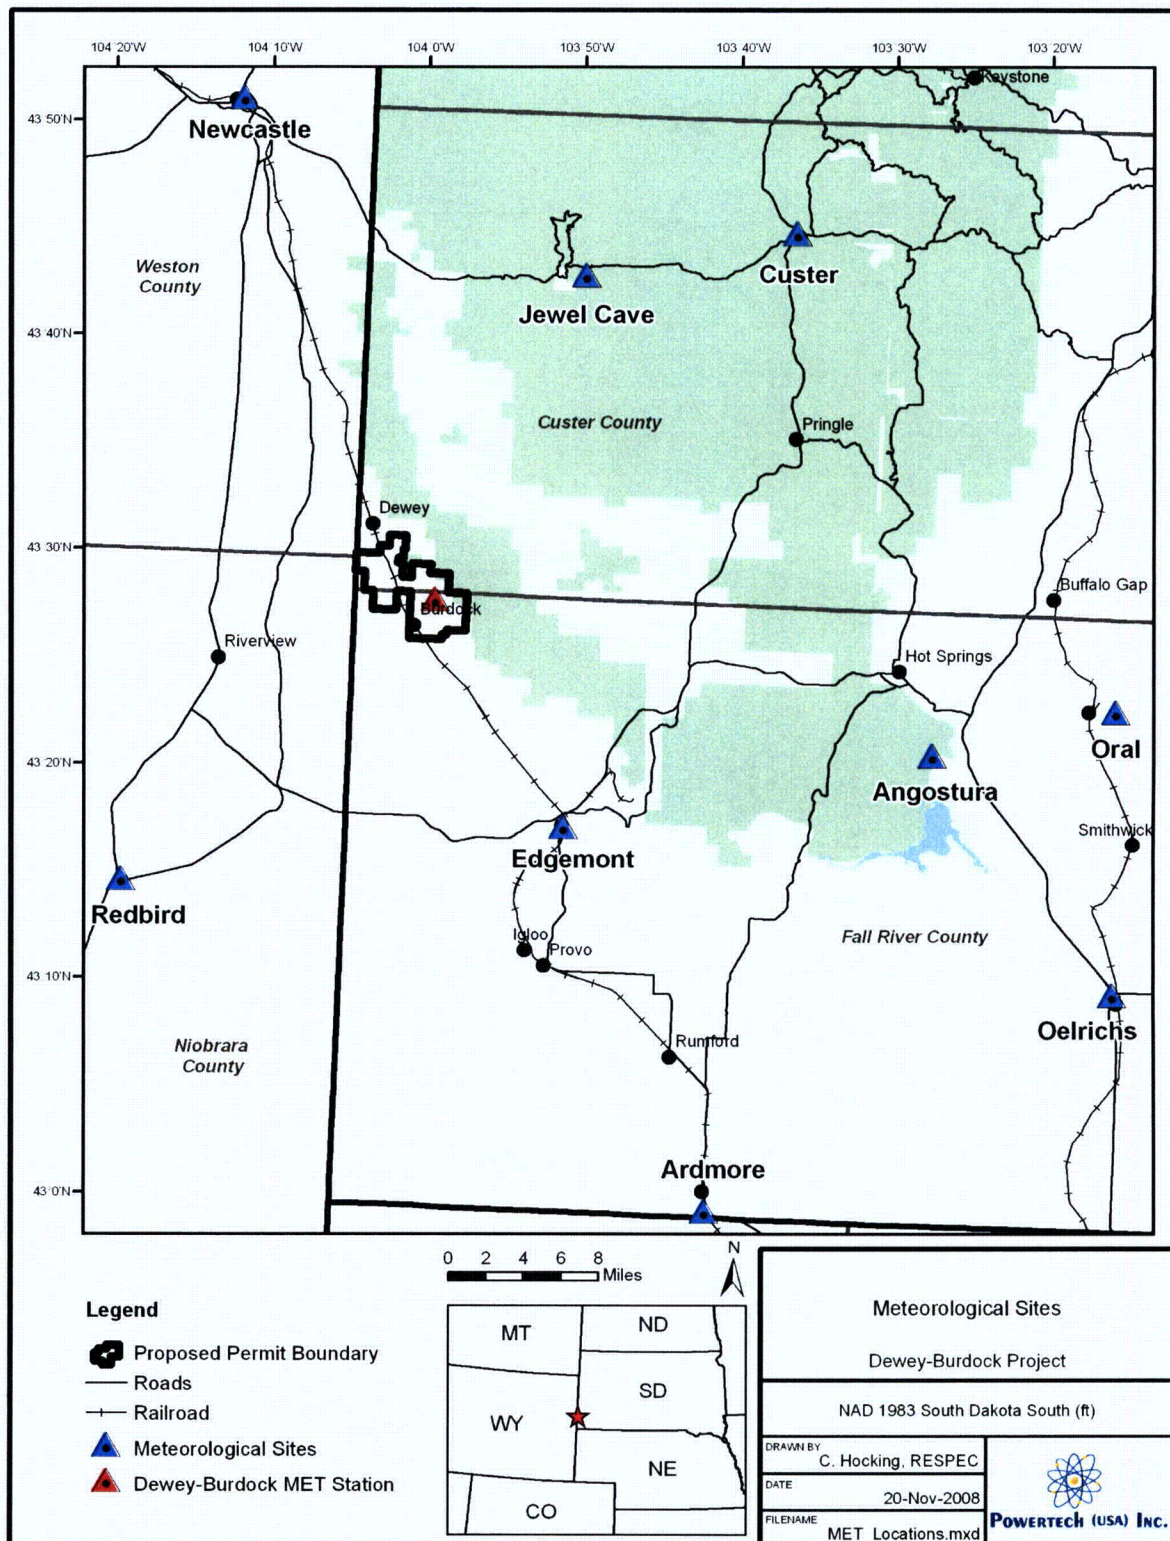 104 20'W
104 10'W
104 0'W
103 50'W
103 40'W
103 30'W
103 20'W
Keystone
43 50'N
Newcastle
Weston
County
Custer
Jewel Cave
43 40'N
Custer County
Pringle
Dewey
43 30'N
Buffalo Gap
Burdock
Riverview
Hot Springs
Oral
43 20'N
Angostura
Smithwick
Edgemont
Redbird
Igloo
Provo
Fall River County
43 10'N
Oelrichs
Niobrara
County
Rumford
Ardmore
43 0'N
0 2 4 6 8
Miles
N
Legend
Proposed Permit Boundary
Roads
Railroad
Meteorological Sites
Dewey-Burdock MET Station
MT
ND
SD
WY
NE
CO
Meteorological Sites
Dewey-Burdock Project
NAD 1983 South Dakota South (ft)
DRAWN BY
C. Hocking, RESPEC
DATE
20-Nov-2008
FILENAME
MET_Locations.mxd
POWERTECH (USA) INC.